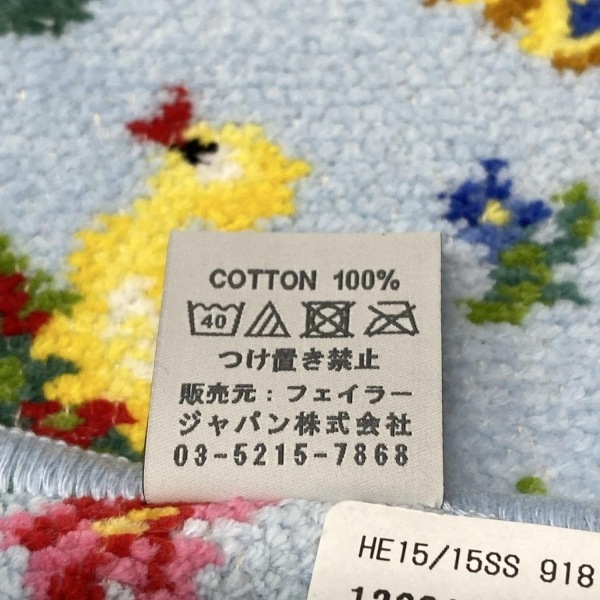 COTTON 100%
40
つけ置き禁止
販売元：フェイラー
ジャパン株式会社
03-5215-7868
HE15/15SS 918